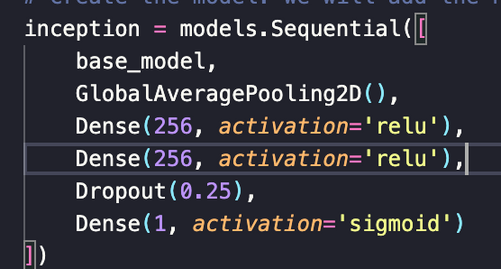 inception = models.Sequential([
base_model,
GlobalAveragePooling2D(),
Dense(256, activation='relu'),
Dense(256, activation='relu'),
Dropout(0.25),
Dense(1, activation='sigmoid')
])